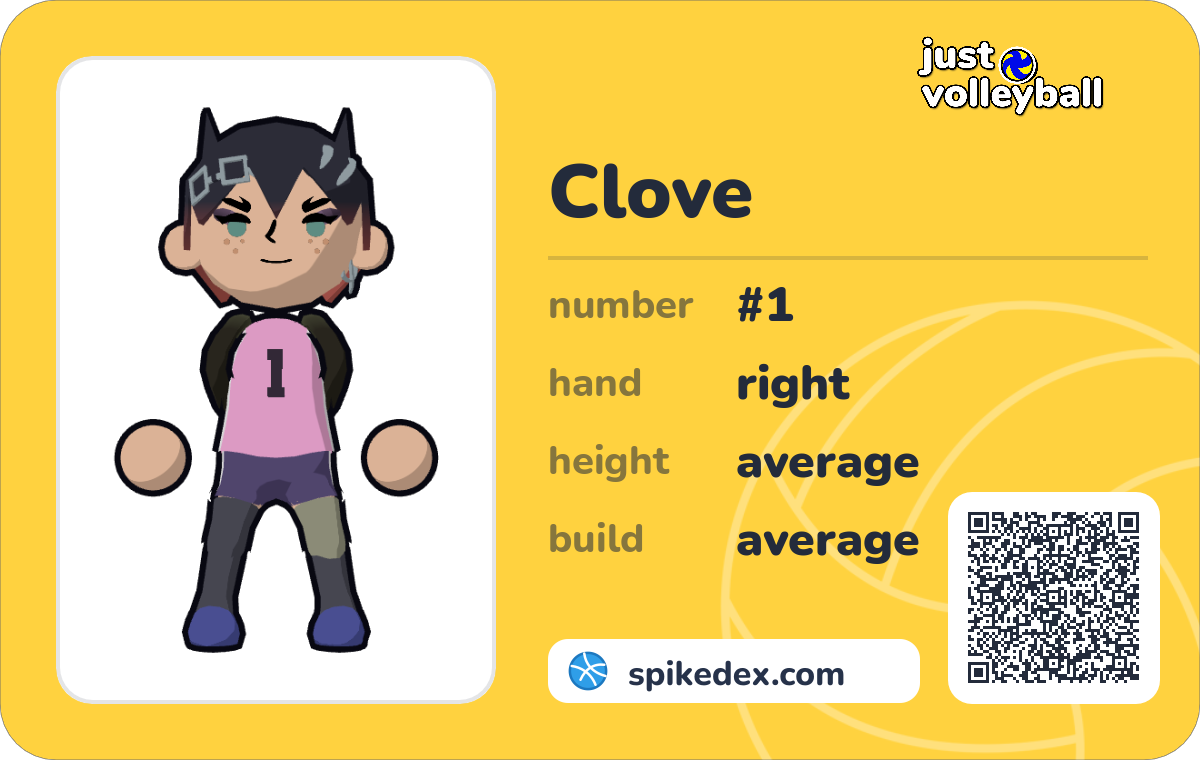 just
volleyball
Clove
number #1
hand right
height average
build average
1
spikedex.com